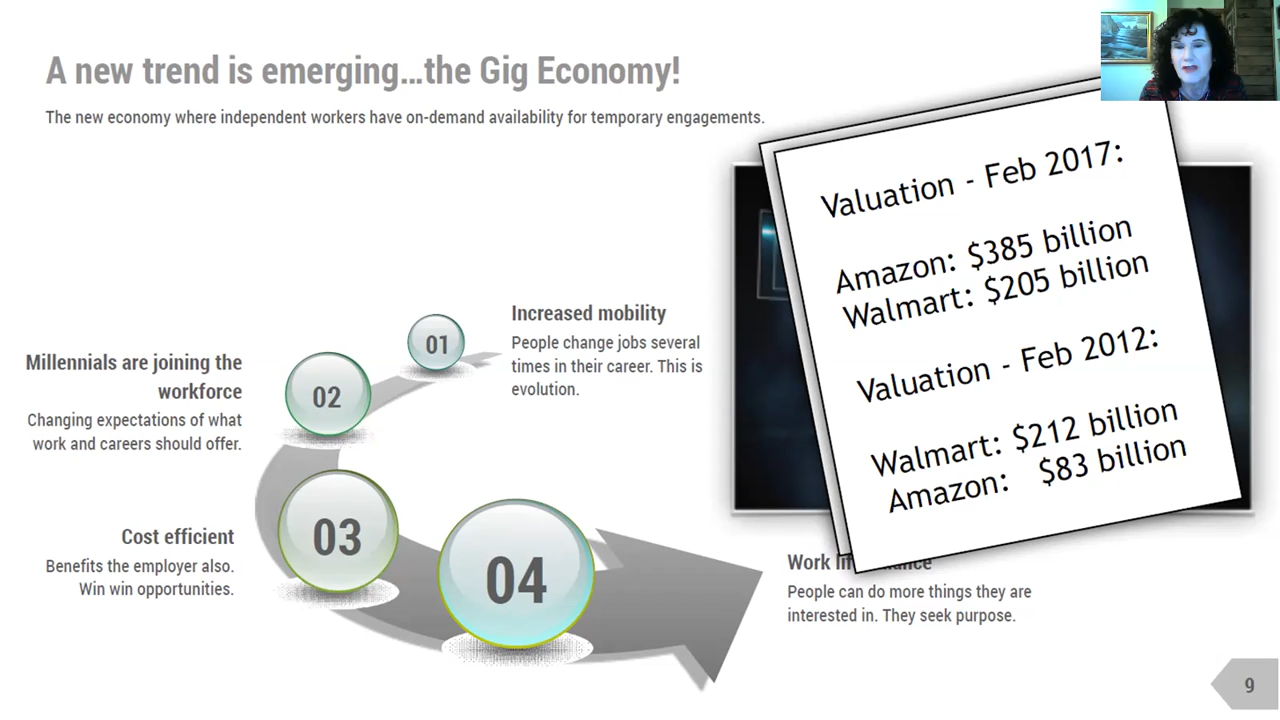 A new trend is emerging...the Gig Economy!
The new economy where independent workers have on-demand availability for temporary engagements.
Valuation - Feb 2017:
Amazon: $385 billion
Walmart: $205 billion
Valuation - Feb 2012:
Walmart: $212 billion
Amazon: $83 billion
01
Increased mobility
People change jobs several
times in their career. This is
evolution.
02
Millennials are joining the
workforce
Changing expectations of what
work and careers should offer.
03
Cost efficient
Benefits the employer also.
Win win opportunities.
04
Work
People can do more things they are
interested in. They seek purpose.
9